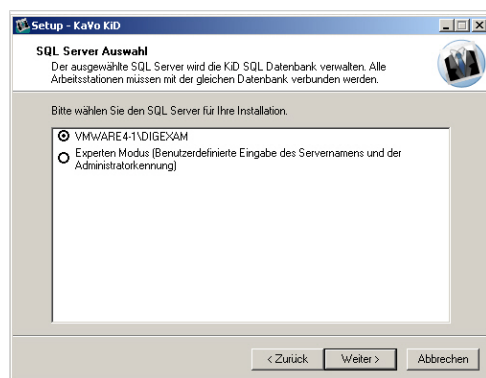 Setup - KaVo KiD
SQL Server Auswahl
Der ausgewählte SQL Server wird die KiD SQL Datenbank verwalten. Alle
Arbeitsstationen müssen mit der gleichen Datenbank verbunden werden.
Bitte wählen Sie den SQL Server für Ihre Installation.
VMWARE4-1\DIGEXAM
Experten Modus (Benutzerdefinierte Eingabe des Servernamens und der
Administratorkennung)
< Zurück
Weiter >
Abbrechen